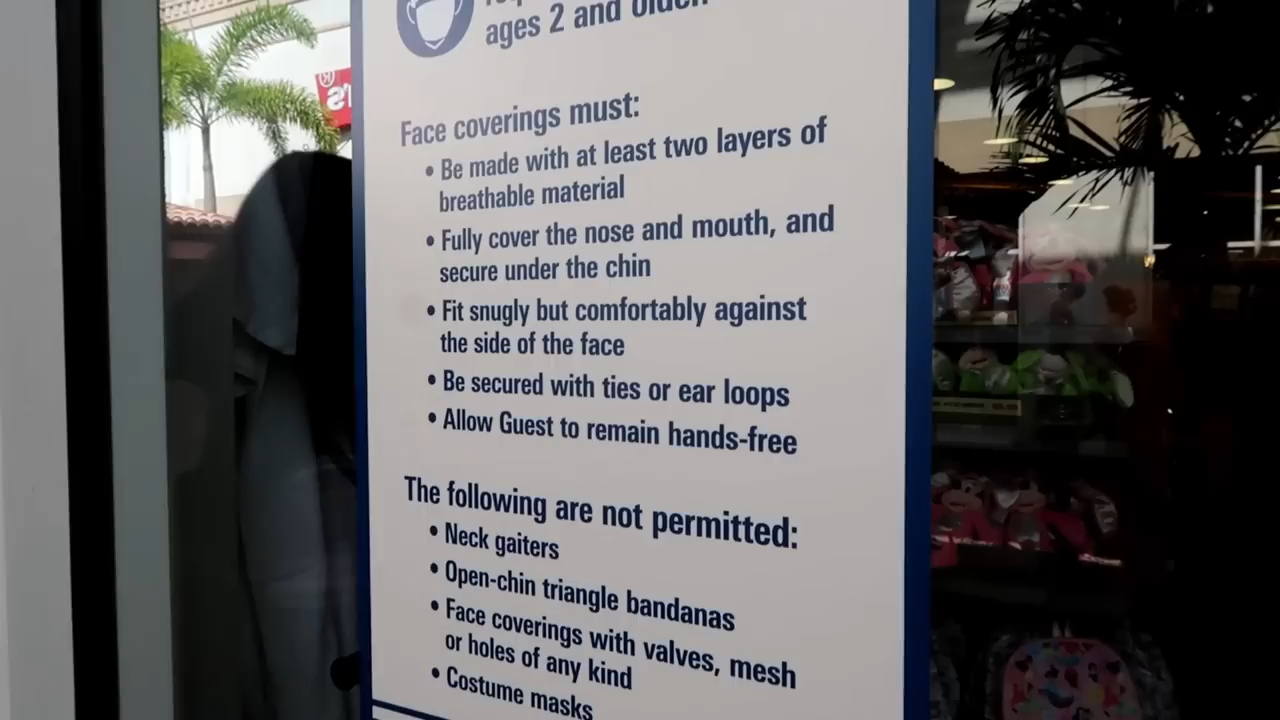 ages 2 and older
Face coverings must:
• Be made with at least two layers of
breathable material
• Fully cover the nose and mouth, and
secure under the chin
• Fit snugly but comfortably against
the side of the face
• Be secured with ties or ear loops
• Allow Guest to remain hands-free
The following are not permitted:
• Neck gaiters
• Open-chin triangle bandanas
• Face coverings with valves, mesh
or holes of any kind
• Costume masks